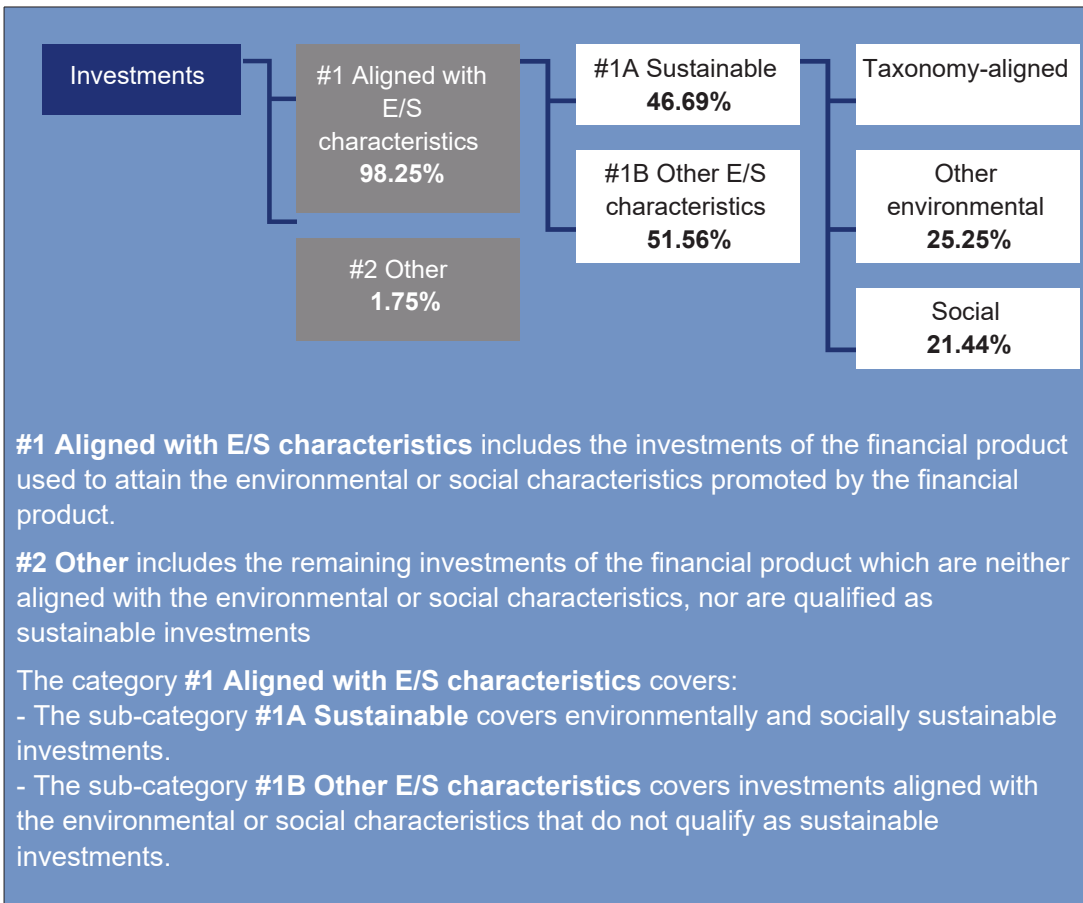 Investments
#1 Aligned with
E/S
characteristics
98.25%
#2 Other
1.75%
#1A Sustainable
46.69%
#1B Other E/S
characteristics
51.56%
Taxonomy-aligned
Other
environmental
25.25%
Social
21.44%
#1 Aligned with E/S characteristics includes the investments of the financial product
used to attain the environmental or social characteristics promoted by the financial
product.
#2 Other includes the remaining investments of the financial product which are neither
aligned with the environmental or social characteristics, nor are qualified as
sustainable investments
The category #1 Aligned with E/S characteristics covers:
- The sub-category #1A Sustainable covers environmentally and socially sustainable
investments.
- The sub-category #1B Other E/S characteristics covers investments aligned with
the environmental or social characteristics that do not qualify as sustainable
investments.